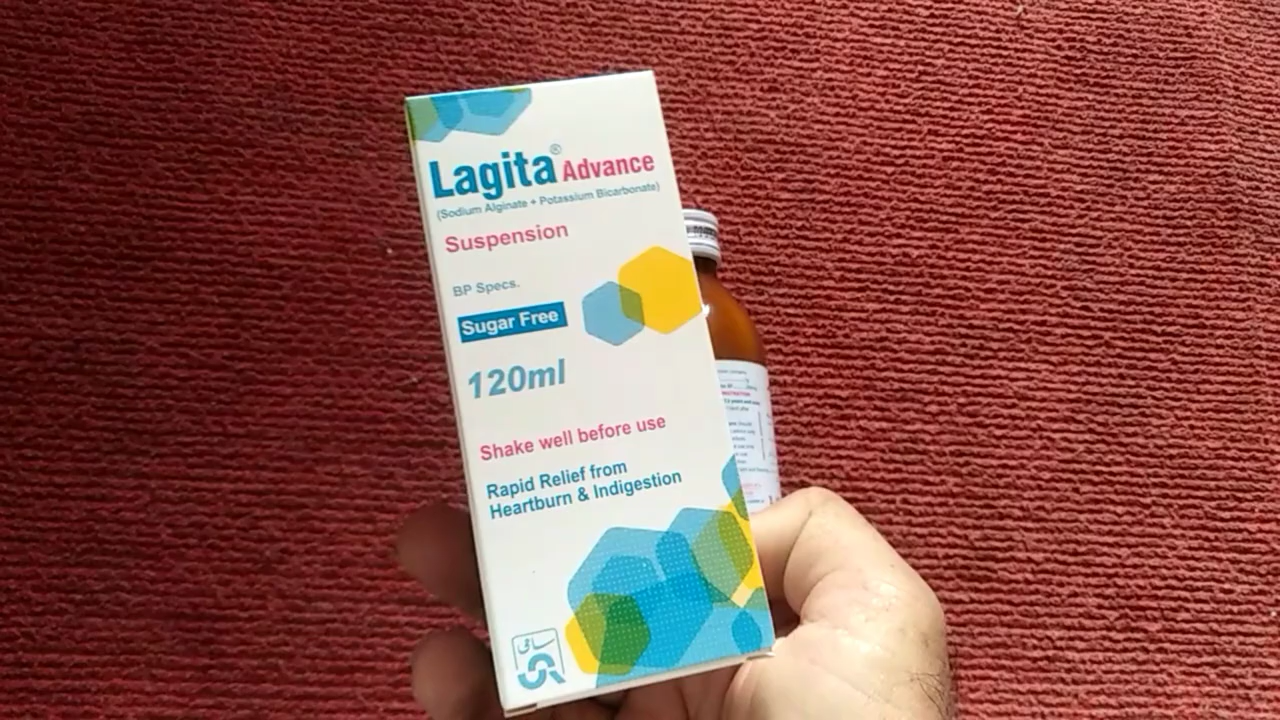 Lagita® Advance
(Sodium Alginate + Potassium Bicarbonate)
Suspension
BP Specs.
Sugar Free
120ml
Shake well before use
Rapid Relief from
Heartburn & Indigestion
سامی